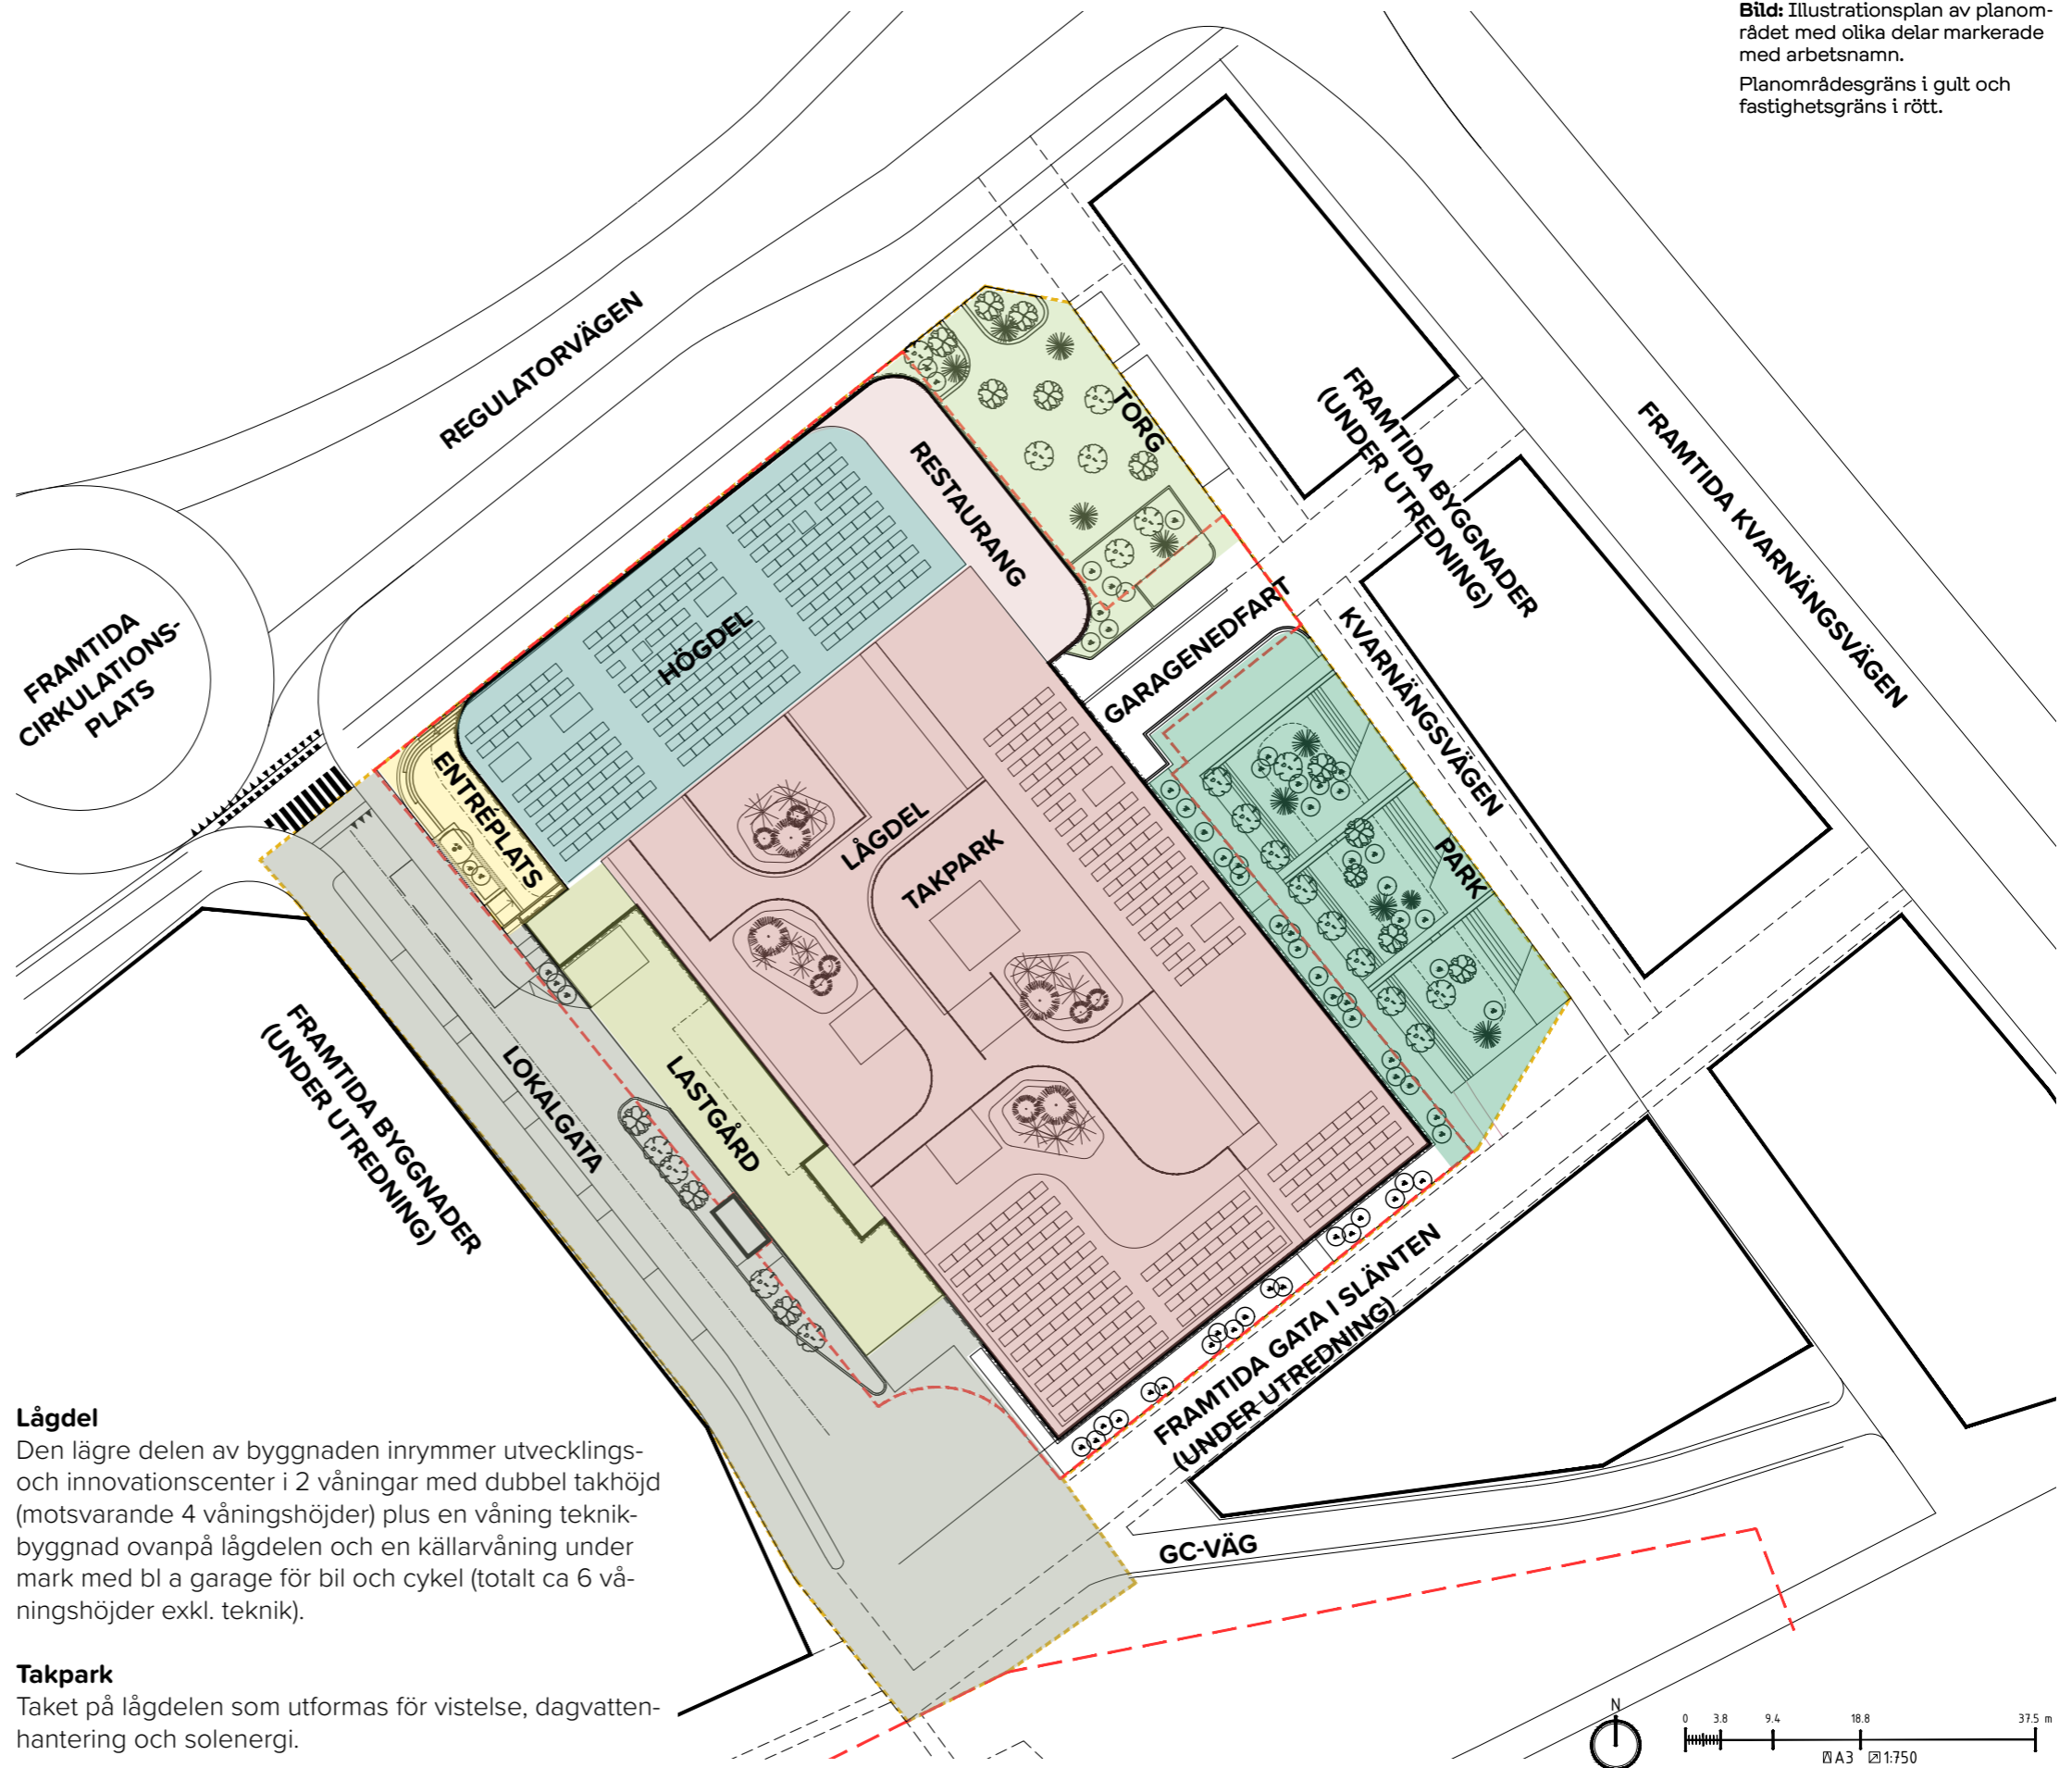 Bild: Illustrationsplan av planom-
rådet med olika delar markerade
med arbetsnamn.
Planområdesgräns i gult och
fastighetsgräns i rött.
REGULATORVÄGEN
TORG
RESTAURANG
FRAMTIDA BYGGNADER
(UNDER UTREDNING)
FRAMTIDA KVARNÄNGSVÄGEN
FRAMTIDA
CIRKULATIONS-
PLATS
HÖGDEL
GARAGENEDFART
KVARNÄNGSVÄGEN
ENTRÉPLATS
LÅGDEL
TAKPARK
PARK
FRAMTIDA BYGGNADER
(UNDER UTREDNING)
LOKALGATA
LASTGÅRD
FRAMTIDA GATA I SLÄNTEN
(UNDER UTREDNING)
GC-VÄG
Lågdel
Den lägre delen av byggnaden inrymmer utvecklings-
och innovationscenter i 2 våningar med dubbel takhöjd
(motsvarande 4 våningshöjder) plus en våning teknik-
byggnad ovanpå lågdelen och en källarvåning under
mark med bl a garage för bil och cykel (totalt ca 6 vå-
ningshöjder exkl. teknik).
Takpark
Taket på lågdelen som utformas för vistelse, dagvatten-
hantering och solenergi.
N
0 3.8 9.4 18.8 37.5 m
A3 1:750